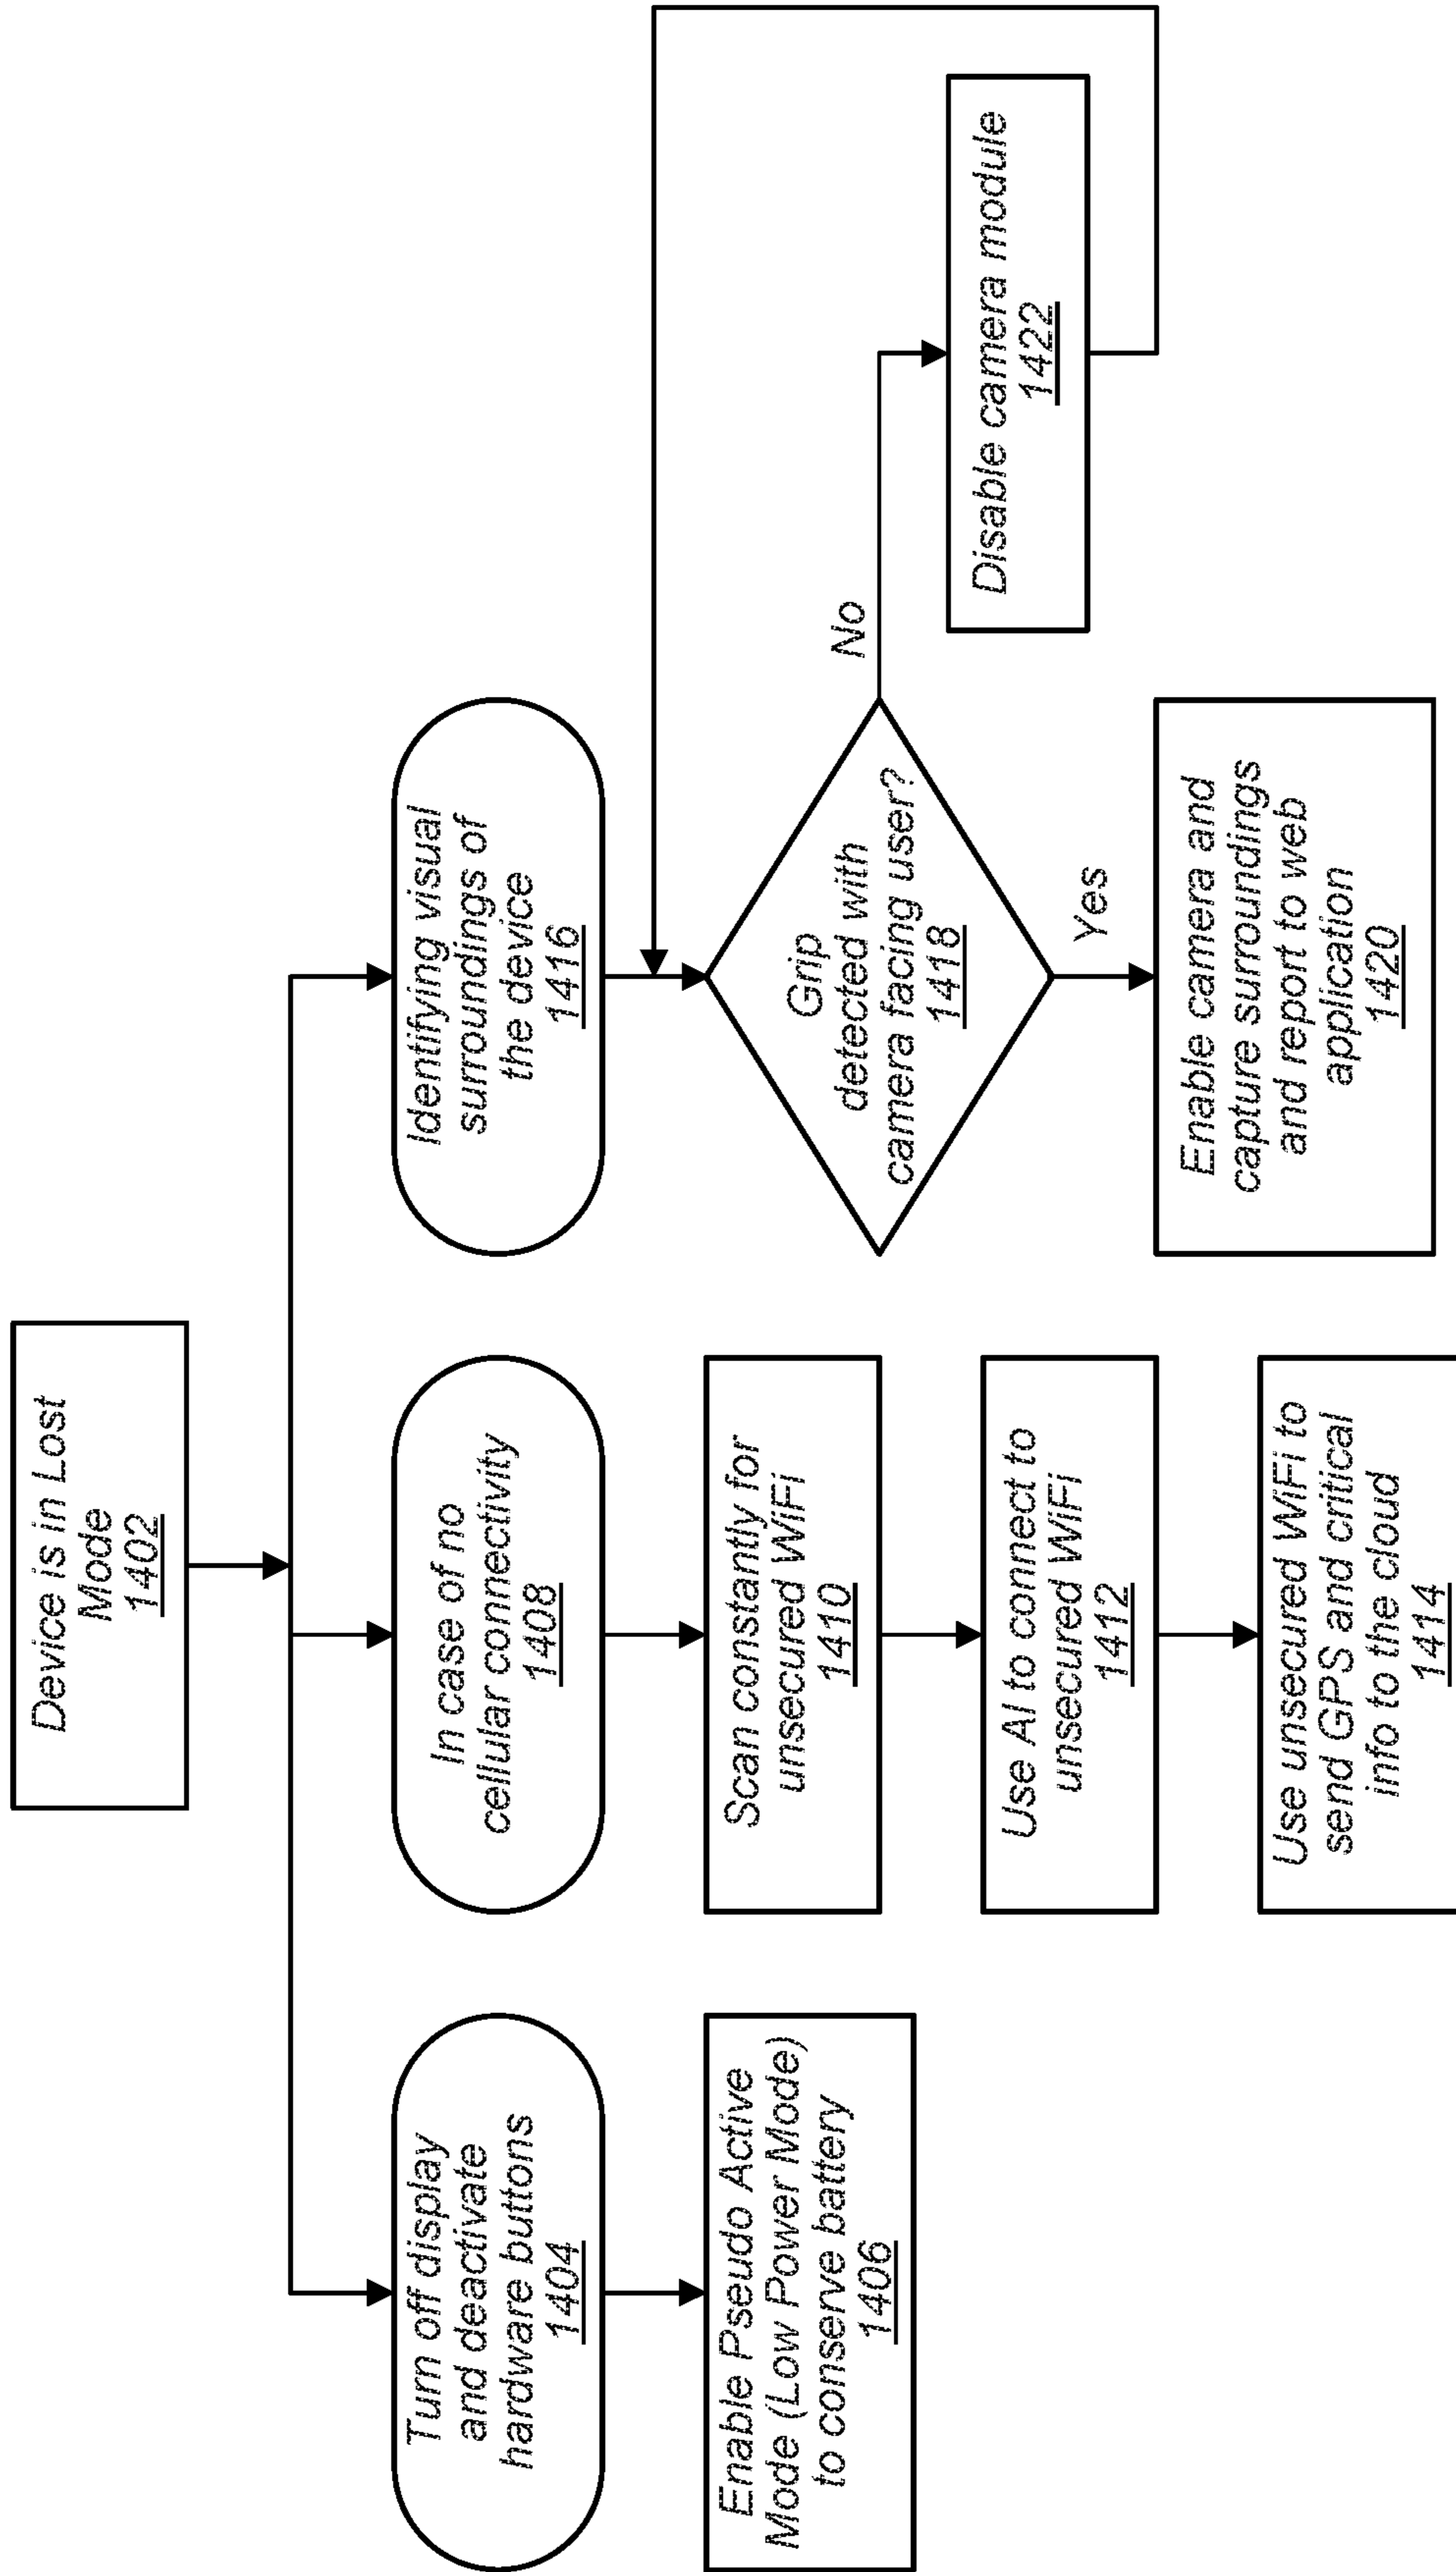 Device is in Lost
Mode
1402
Turn off display
and deactivate
hardware buttons
1404
Enable Pseudo Active
Mode (Low Power Mode)
to conserve battery
1406
In case of no
cellular connectivity
1408
Scan constantly for
unsecured WiFi
1410
Use AI to connect to
unsecured WiFi
1412
Use unsecured WiFi to
send GPS and critical
info to the cloud
1414
Identifying visual
surroundings of
the device
1416
Grip
detected with
camera facing user?
1418
No
Yes
Disable camera module
1422
Enable camera and
capture surroundings
and report to web
application
1420